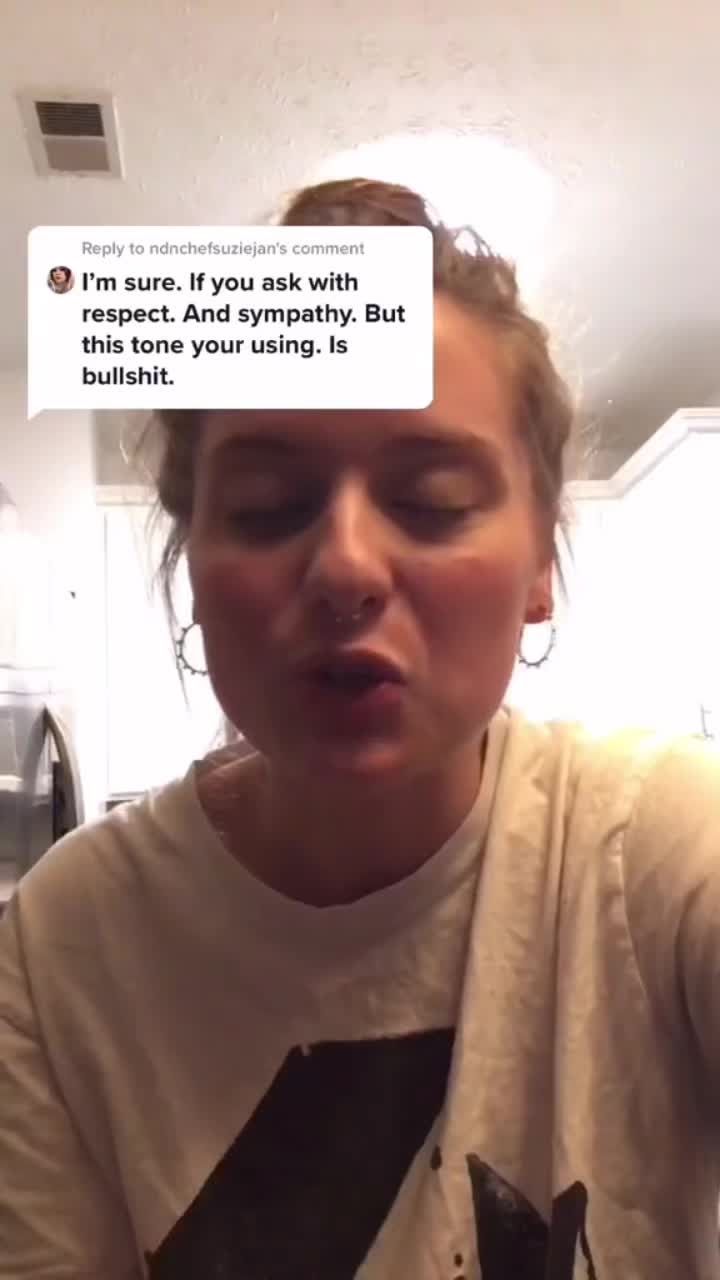 Reply to ndnchefsuziejan's comment
I'm sure. If you ask with
respect. And sympathy. But
this tone your using. Is
bullshit.